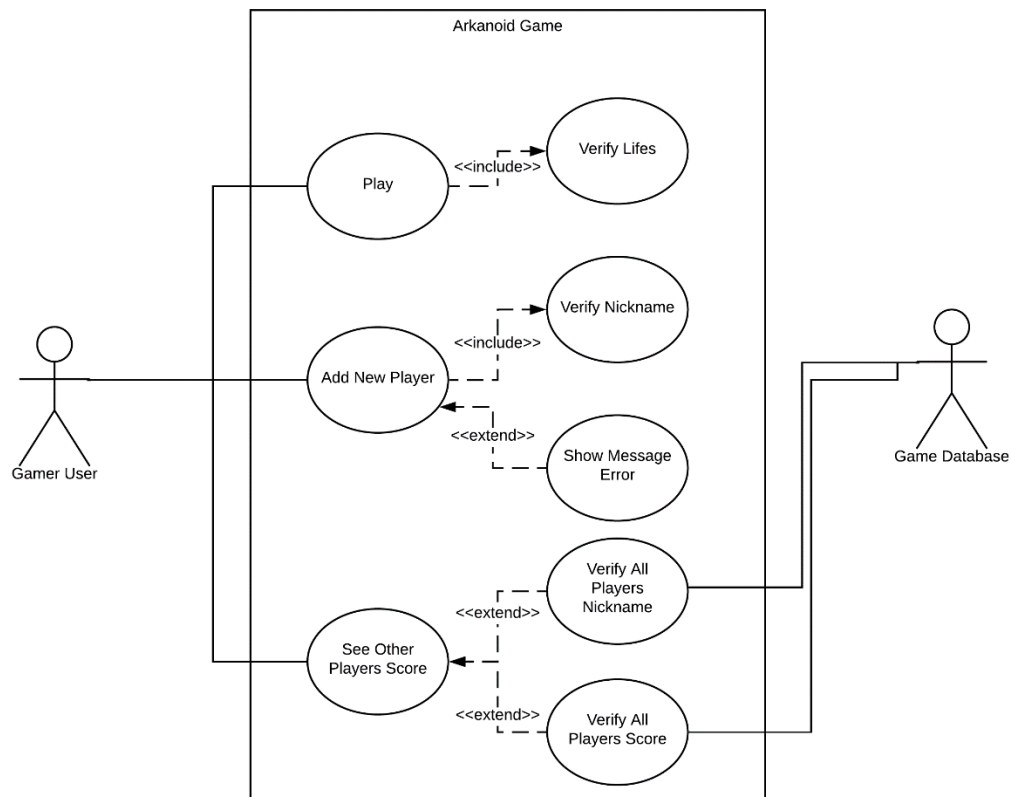 Arkanoid Game
Verify Lifes
<<include>>
Play
Verify Nickname
<<include>>
Add New Player
<<extend>>
Show Message
Error
Gamer User
Game Database
Verify All
Players
Nickname
<<extend>>
See Other
Players Score
<<extend>>
Verify All
Players Score